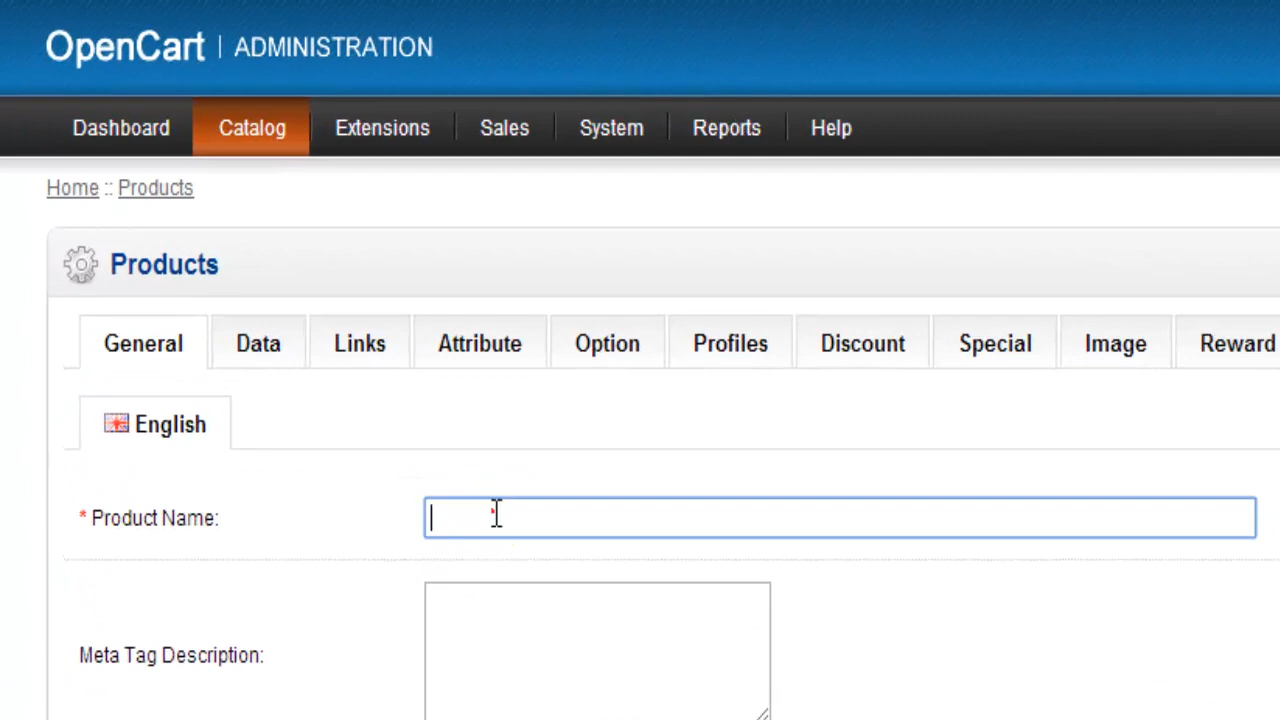 OpenCart | ADMINISTRATION
Dashboard Catalog Extensions Sales System Reports Help
Home :: Products
Products
General Data Links Attribute Option Profiles Discount Special Image Reward
English
* Product Name:
Meta Tag Description: